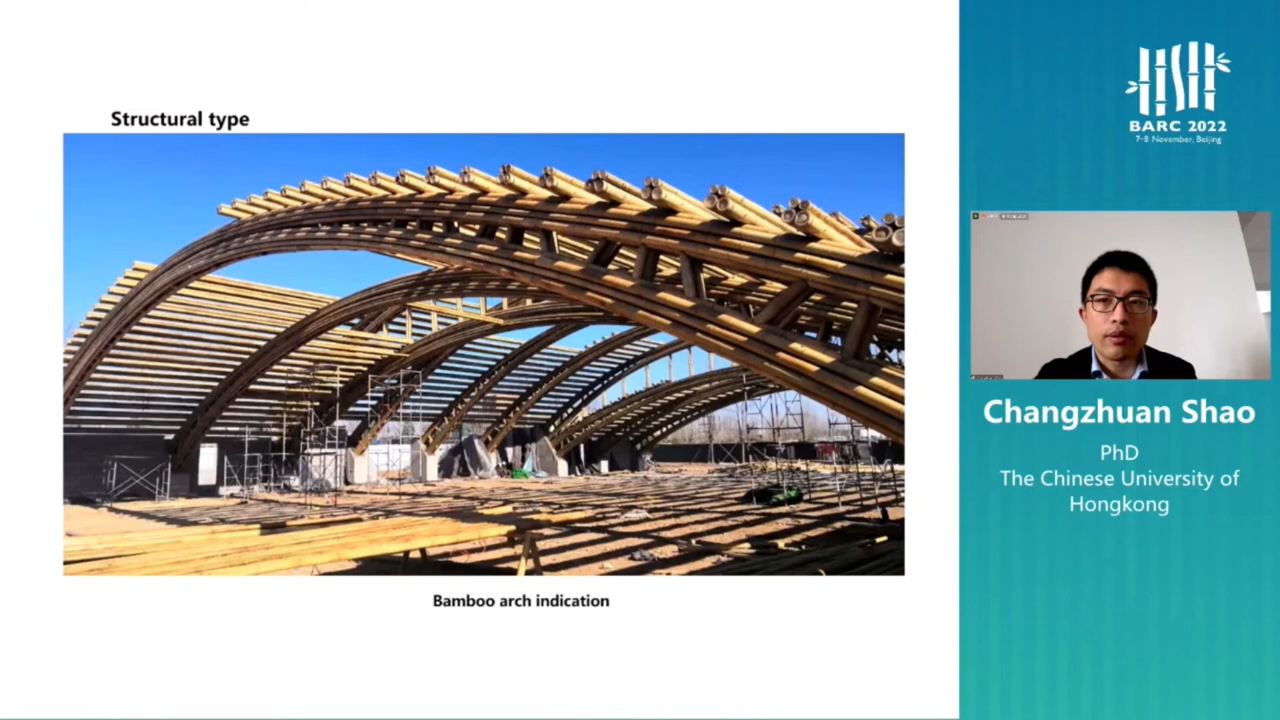 Structural type
Bamboo arch indication
BARC 2022
7-8 November, Beijing
Changzhuan Shao
PhD
The Chinese University of
Hongkong